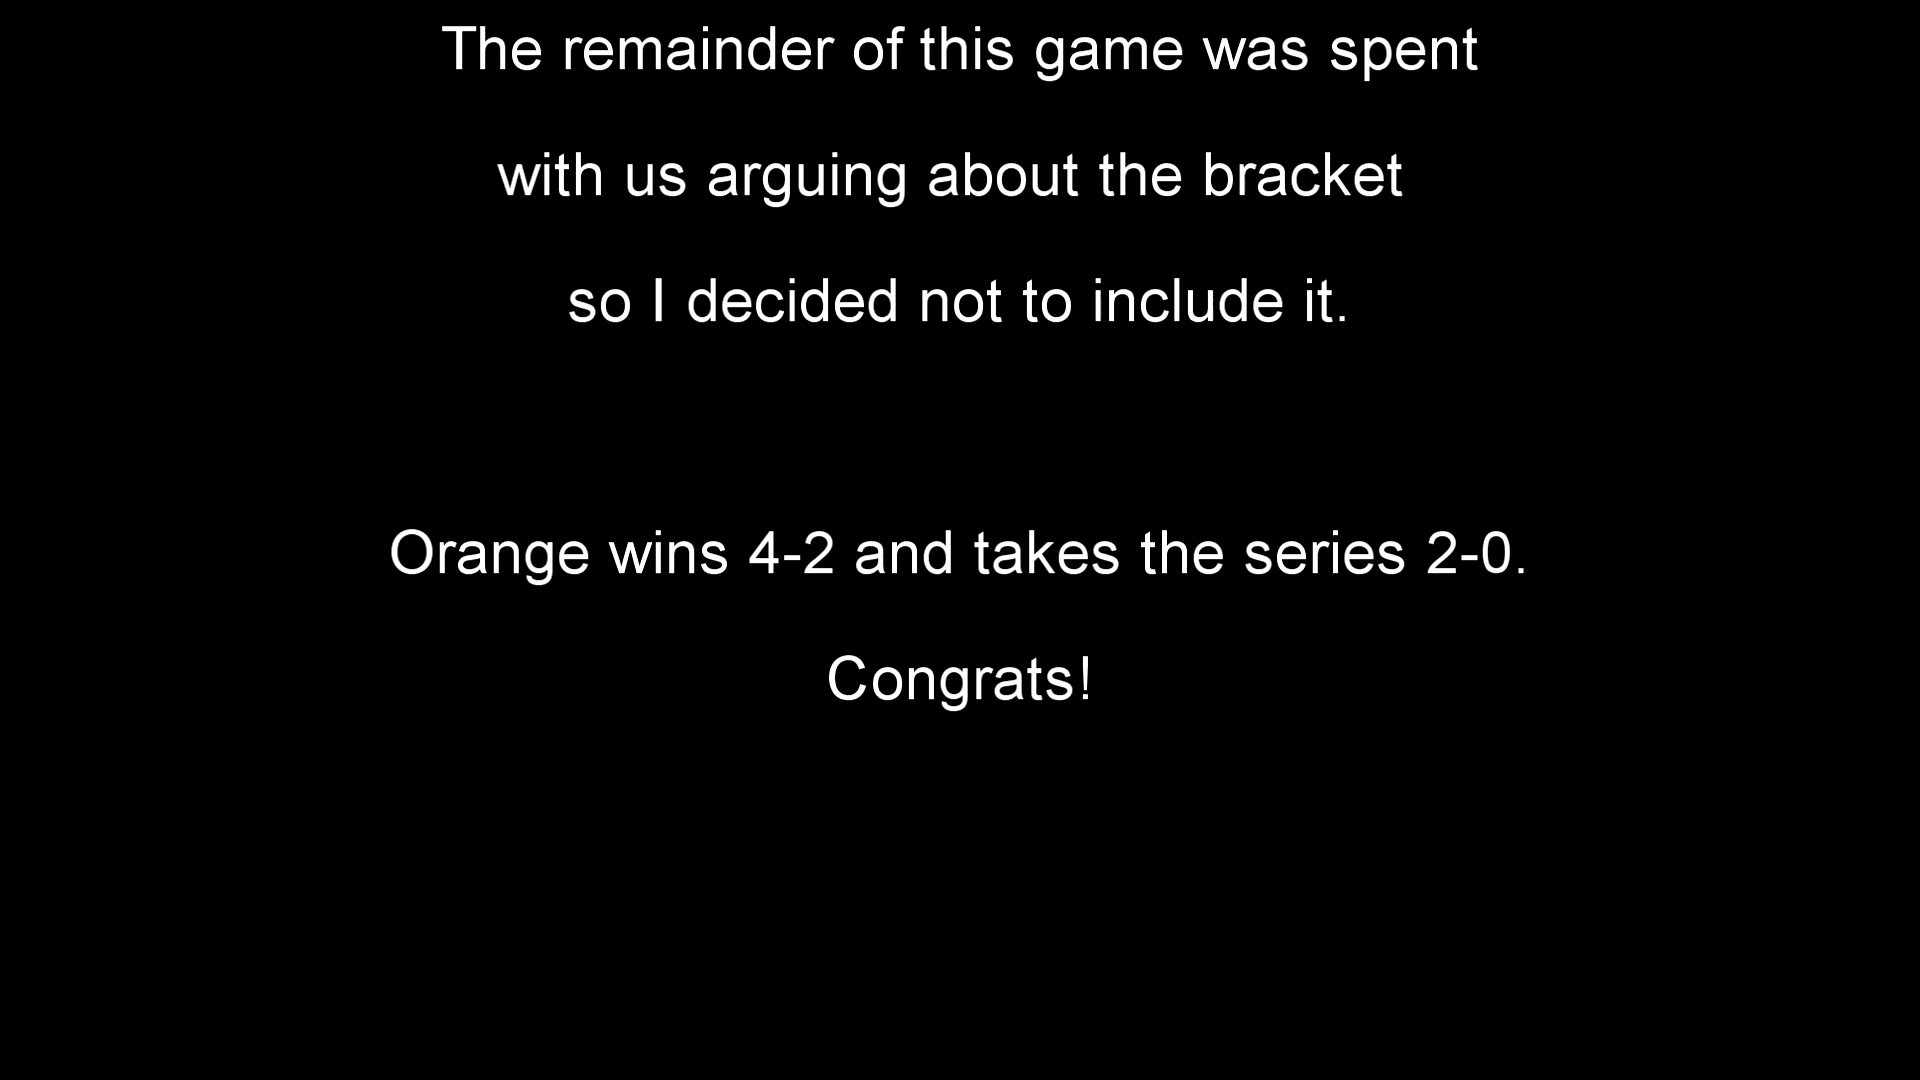 The remainder of this game was spent
with us arguing about the bracket
so I decided not to include it.
Orange wins 4-2 and takes the series 2-0.
Congrats!